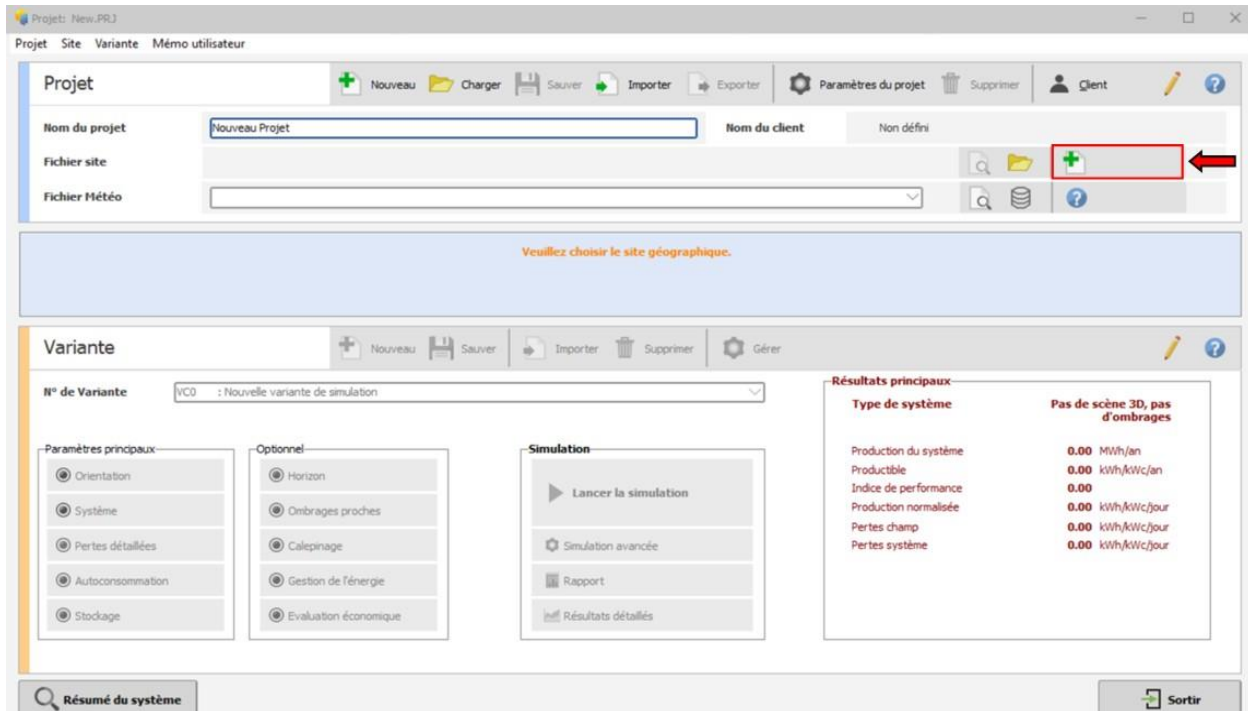 Projet: New.PRJ
Projet Site Variante Mémo utilisateur
Projet
Nouveau Charger Sauver Importer Exporter Paramètres du projet Supprimer Client
Nom du projet Nouveau Projet Nom du client Non défini
Fichier site
Fichier Météo
Veuillez choisir le site géographique.
Variante
Nouveau Sauver Importer Supprimer Gérer
N° de Variante VC0 : Nouvelle variante de simulation
Paramètres principaux
Orientation
Système
Pertes détaillées
Autoconsommation
Stockage
Optionnel
Horizon
Ombrages proches
Calepinage
Gestion de l'énergie
Evaluation économique
Simulation
Lancer la simulation
Simulation avancée
Rapport
Résultats détaillés
Résultats principaux
Type de système Pas de scène 3D, pas
d'ombrages
Production du système 0.00 MWh/an
Productible 0.00 kWh/kWc/an
Indice de performance 0.00
Production normalisée 0.00 kWh/kWc/jour
Pertes champ 0.00 kWh/kWc/jour
Pertes système 0.00 kWh/kWc/jour
Résumé du système
Sortir